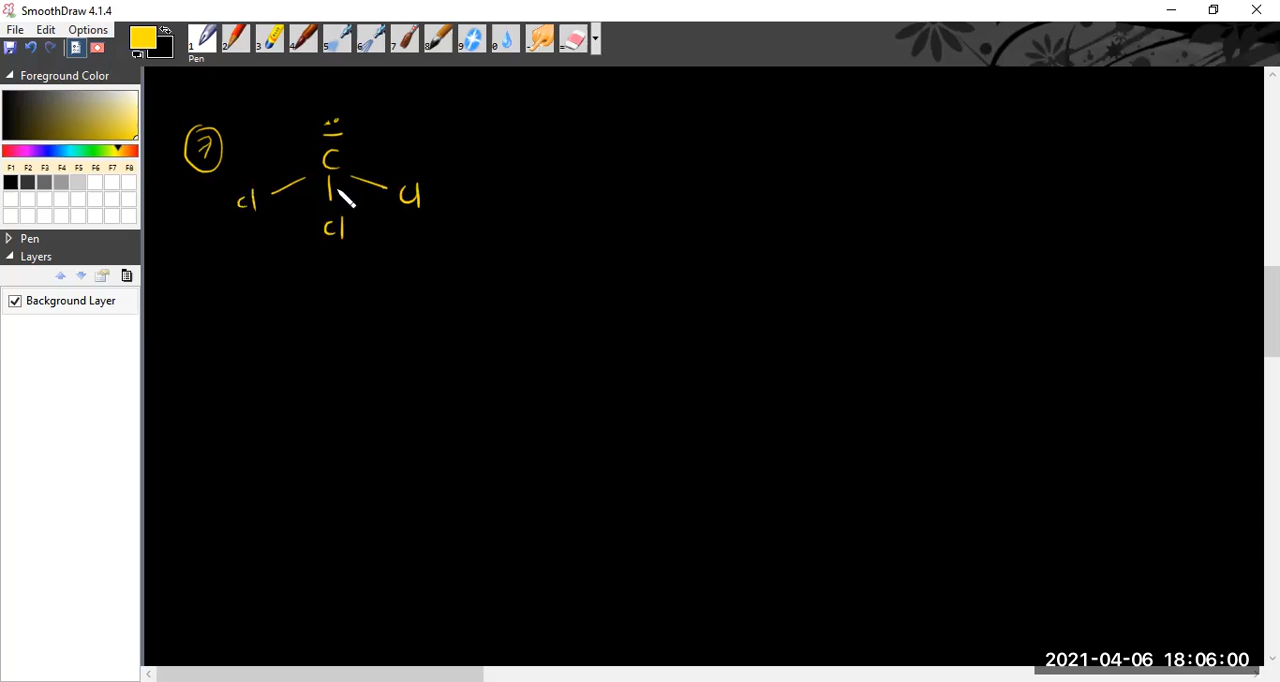 SmoothDraw 4.1.4
File Edit Options
1 2 3 4 5 6 7 8 9 0 - =
Pen
Foreground Color
F1 F2 F3 F4 F5 F6 F7 F8
Pen
Layers
Background Layer
7
C
Cl Cl
Cl
2021-04-06 18:06:00